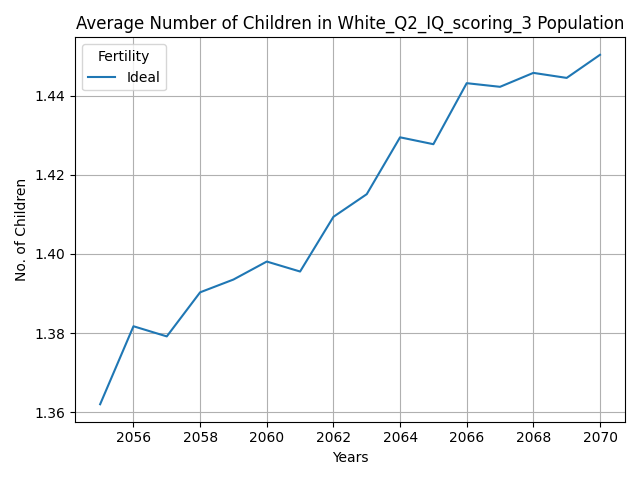 Average Number of Children in White_Q2_IQ_scoring_3 Population
Fertility
Ideal
No. of Children
1.44
1.42
1.40
1.38
1.36
2056 2058 2060 2062 2064 2066 2068 2070
Years